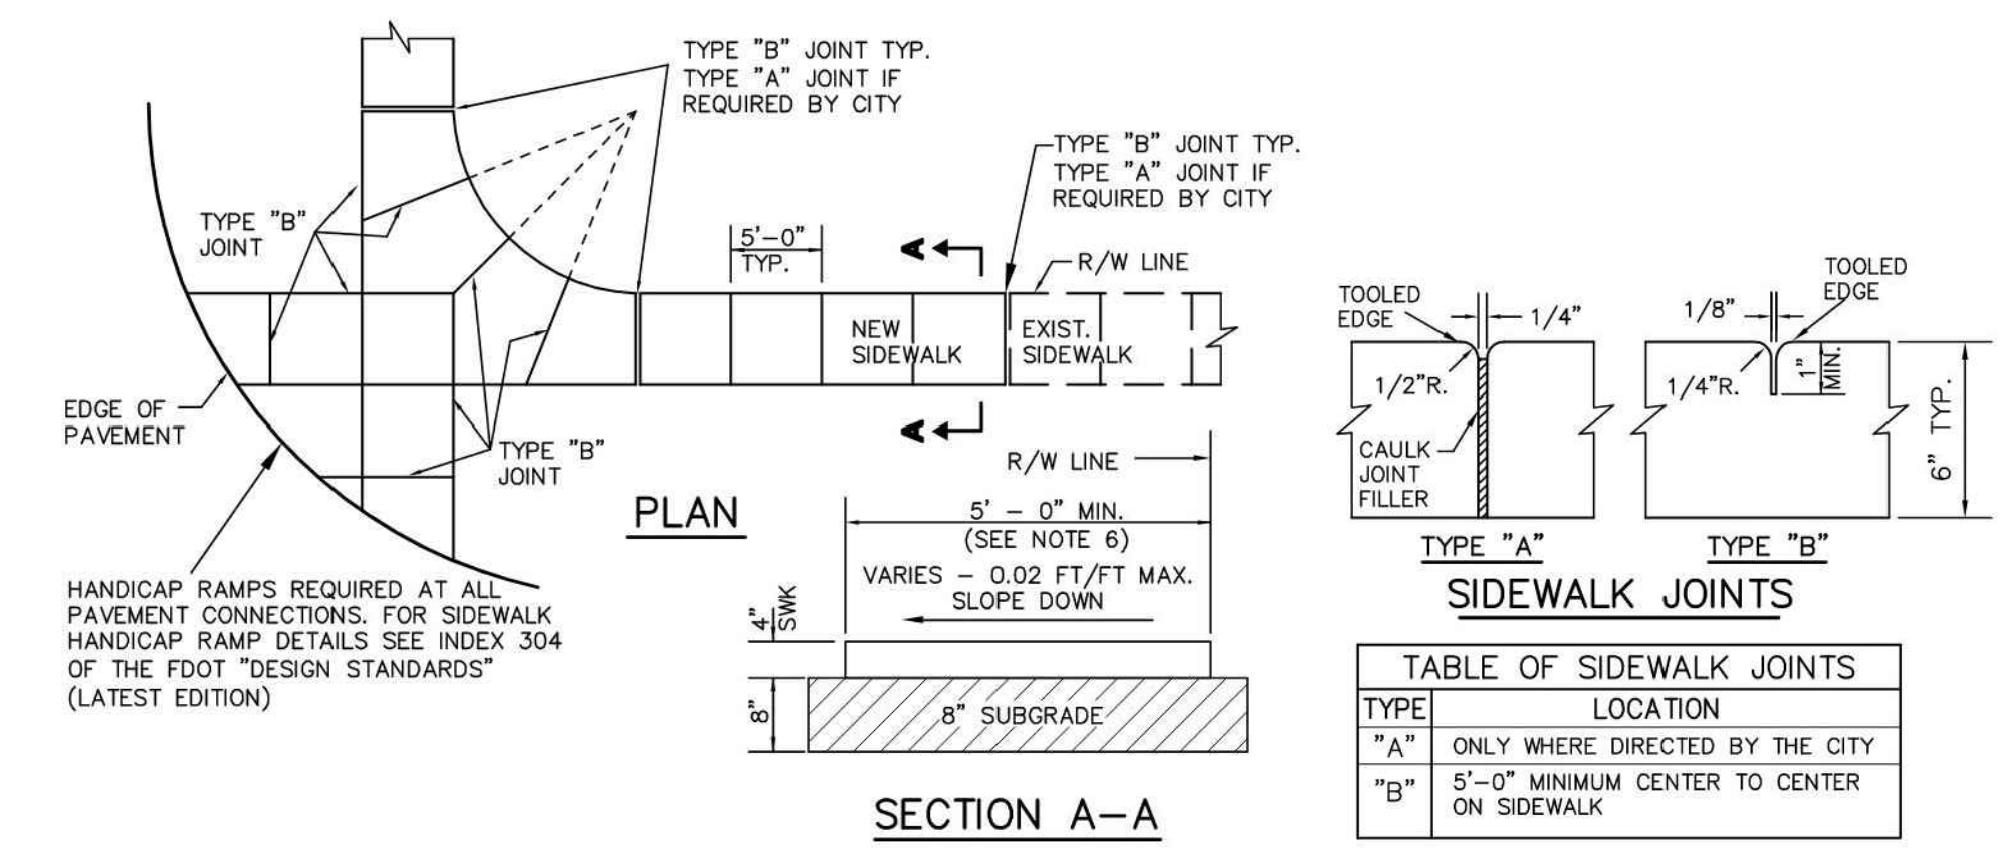 TYPE "B" JOINT TYP.
TYPE "A" JOINT IF
REQUIRED BY CITY
TYPE "B" JOINT TYP.
TYPE "A" JOINT IF
REQUIRED BY CITY
TYPE "B"
JOINT
5'-0"
TYP.
A
R/W LINE
NEW
SIDEWALK
EXIST.
SIDEWALK
EDGE OF
PAVEMENT
A
TYPE "B"
JOINT
PLAN
HANDICAP RAMPS REQUIRED AT ALL
PAVEMENT CONNECTIONS. FOR SIDEWALK
HANDICAP RAMP DETAILS SEE INDEX 304
OF THE FDOT "DESIGN STANDARDS"
(LATEST EDITION)
R/W LINE
5' - 0" MIN.
(SEE NOTE 6)
VARIES - 0.02 FT/FT MAX.
SLOPE DOWN
4"
SWK
8"
8" SUBGRADE
SECTION A-A
TOOLED
EDGE
1/4"
1/2"R.
CAULK
JOINT
FILLER
TYPE "A"
TOOLED
EDGE
1/8"
1/4"R.
1"
MIN.
6" TYP.
TYPE "B"
SIDEWALK JOINTS
TABLE OF SIDEWALK JOINTS
TYPE LOCATION
"A" ONLY WHERE DIRECTED BY THE CITY
"B" 5'-0" MINIMUM CENTER TO CENTER
ON SIDEWALK